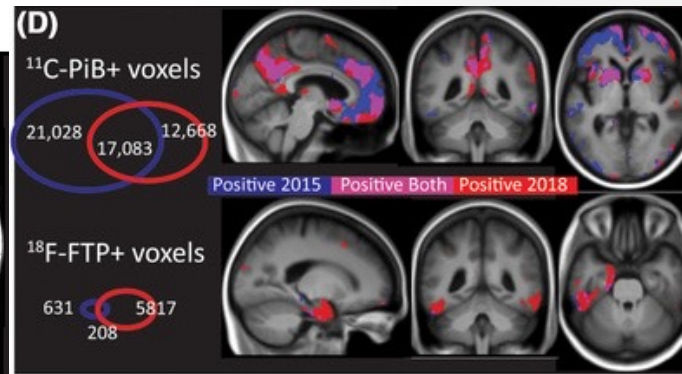 (D)
¹¹C-PiB+ voxels
21,028
17,083
12,668
Positive 2015 Positive Both Positive 2018
¹⁸F-FTP+ voxels
631
208
5817